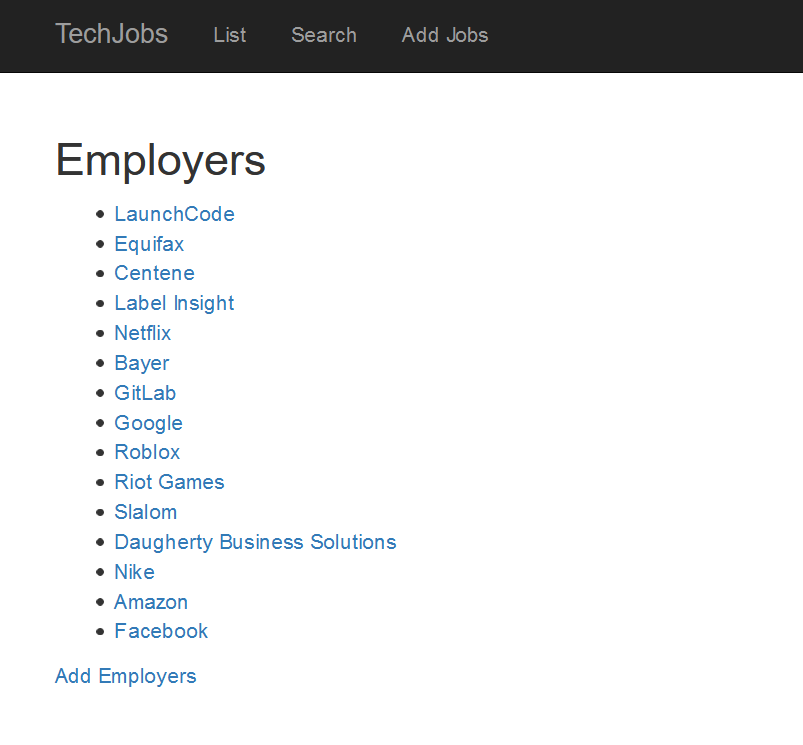 TechJobs List Search Add Jobs
Employers
LaunchCode
Equifax
Centene
Label Insight
Netflix
Bayer
GitLab
Google
Roblox
Riot Games
Slalom
Daugherty Business Solutions
Nike
Amazon
Facebook
Add Employers